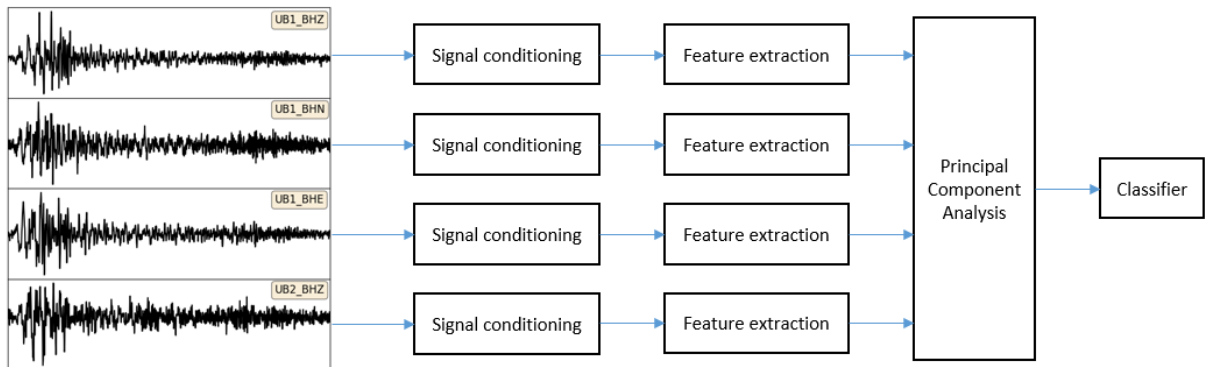 UB1_BHZ
Signal conditioning
Feature extraction
UB1_BHN
Signal conditioning
Feature extraction
UB1_BHE
Signal conditioning
Feature extraction
UB2_BHZ
Signal conditioning
Feature extraction
Principal
Component
Analysis
Classifier